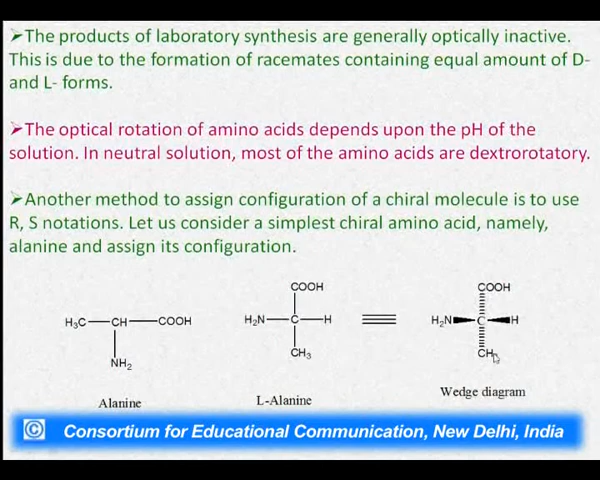 ➢The products of laboratory synthesis are generally optically inactive.
This is due to the formation of racemates containing equal amount of D-
and L- forms.
➢The optical rotation of amino acids depends upon the pH of the
solution. In neutral solution, most of the amino acids are dextrorotatory.
➢Another method to assign configuration of a chiral molecule is to use
R, S notations. Let us consider a simplest chiral amino acid, namely,
alanine and assign its configuration.
COOH COOH
H₃C CH COOH H₂N C H H₂N C H
NH₂ CH₃ CH₃
Alanine L-Alanine Wedge diagram
© Consortium for Educational Communication, New Delhi, India